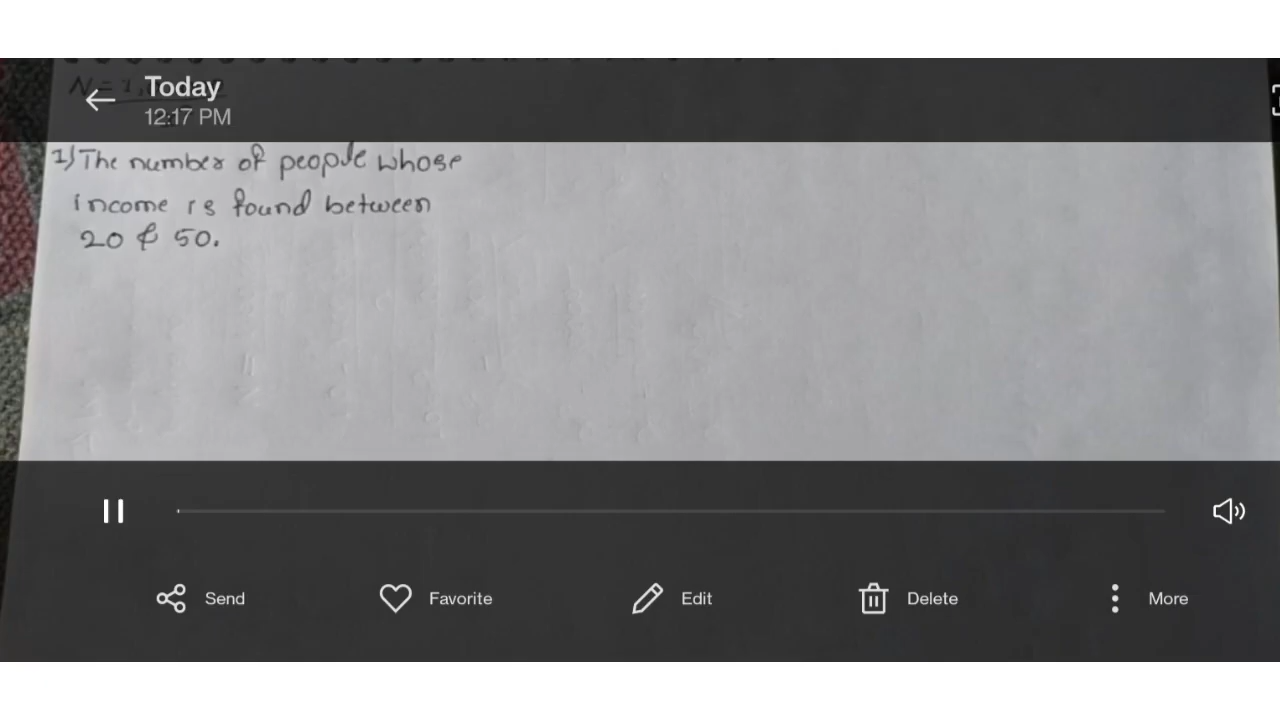 Today
12:17 PM
1) The number of people whose
income is found between
20 & 50.
Send
Favorite
Edit
Delete
More